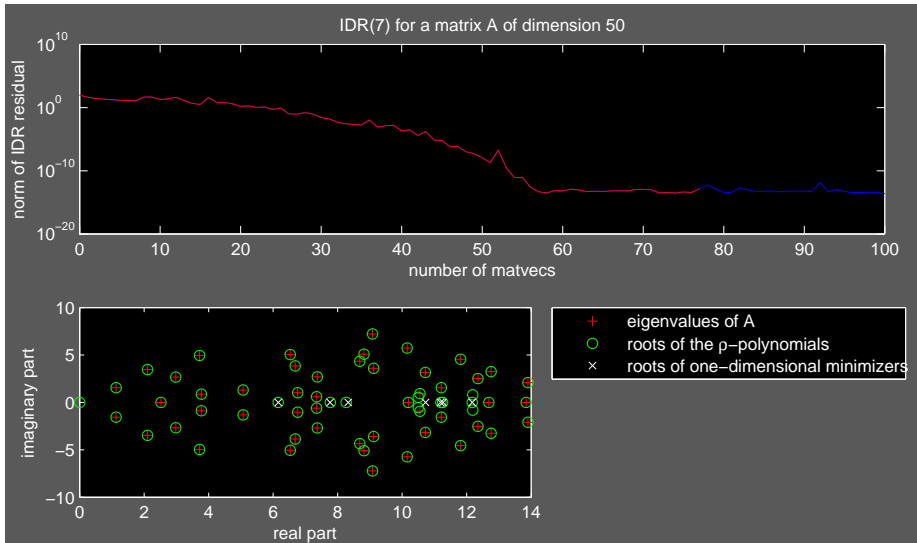 IDR(7) for a matrix A of dimension 50
10^10
10^0
10^−10
10^−20
norm of IDR residual
0 10 20 30 40 50 60 70 80 90 100
number of matvecs
10
5
0
−5
−10
imaginary part
0 2 4 6 8 10 12 14
real part
eigenvalues of A
roots of the ρ−polynomials
roots of one−dimensional minimizers